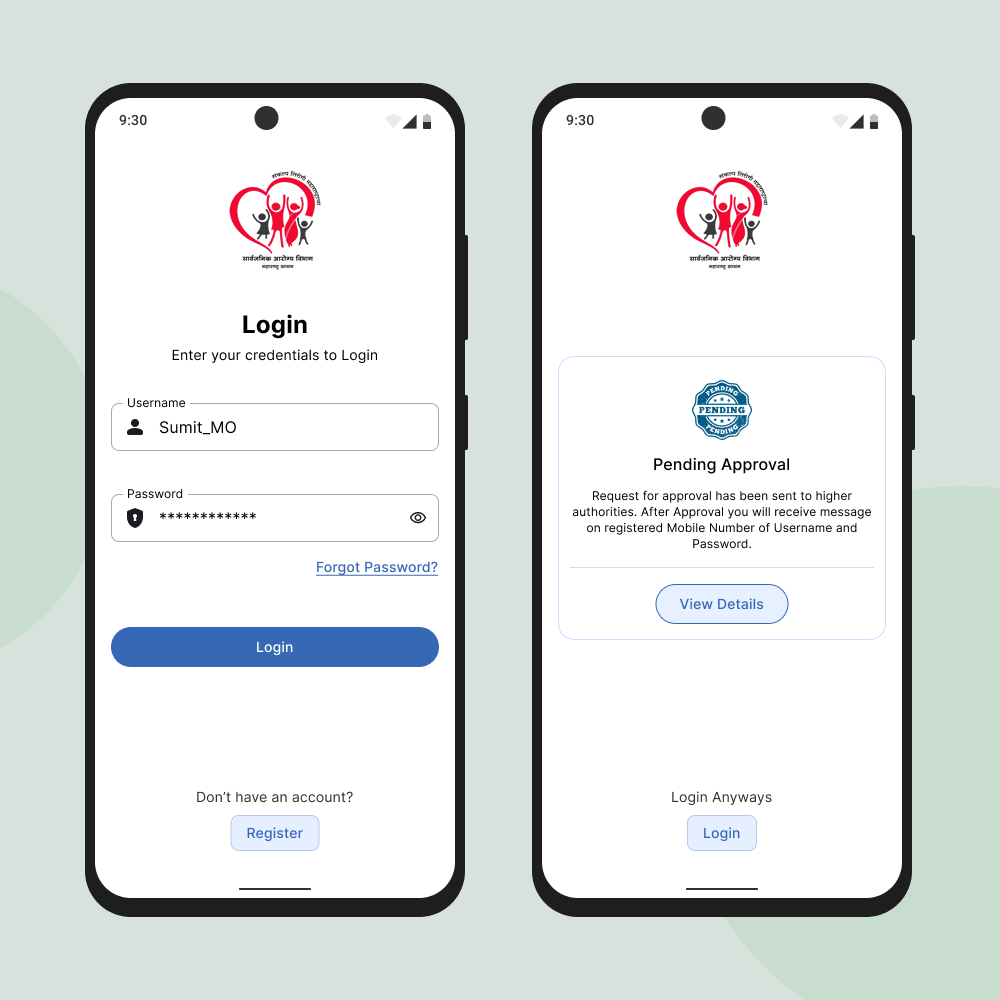 9:30
संकल्प निरोगी महाराष्ट्राचा
सार्वजनिक आरोग्य विभाग
महाराष्ट्र शासन
Login
Enter your credentials to Login
Username
Sumit_MO
Password
************
Forgot Password?
Login
Don’t have an account?
Register
9:30
संकल्प निरोगी महाराष्ट्राचा
सार्वजनिक आरोग्य विभाग
महाराष्ट्र शासन
PENDING
PENDING
PENDING
Pending Approval
Request for approval has been sent to higher
authorities. After Approval you will receive message
on registered Mobile Number of Username and
Password.
View Details
Login Anyways
Login